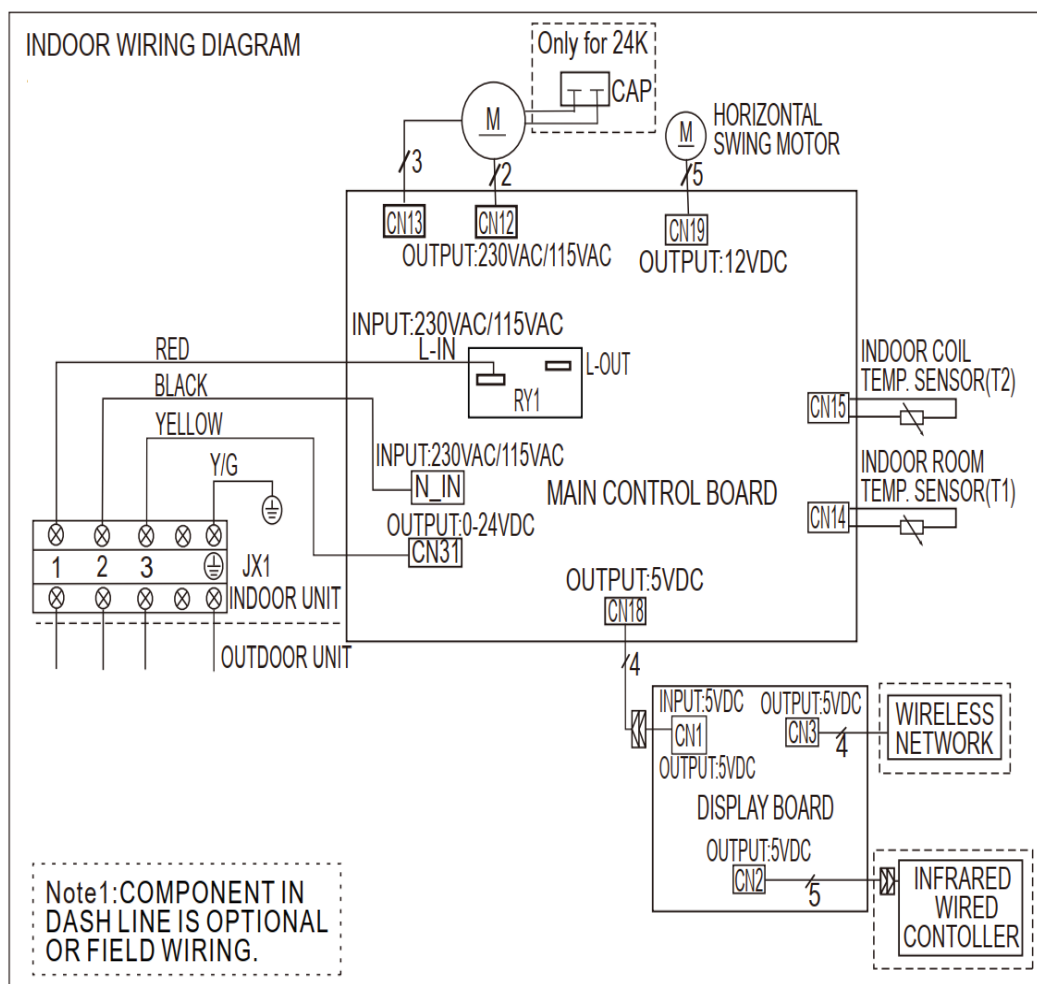 INDOOR WIRING DIAGRAM
Only for 24K
CAP
M
M
HORIZONTAL
SWING MOTOR
3
2
5
CN13
CN12
CN19
OUTPUT:230VAC/115VAC
OUTPUT:12VDC
INPUT:230VAC/115VAC
RED
L-IN
L-OUT
RY1
BLACK
YELLOW
Y/G
INPUT:230VAC/115VAC
N_IN
MAIN CONTROL BOARD
OUTPUT:0-24VDC
CN31
INDOOR COIL
TEMP. SENSOR(T2)
CN15
INDOOR ROOM
TEMP. SENSOR(T1)
CN14
1 2 3
JX1
INDOOR UNIT
OUTDOOR UNIT
OUTPUT:5VDC
CN18
4
INPUT:5VDC
CN1
OUTPUT:5VDC
OUTPUT:5VDC
CN3
4
WIRELESS
NETWORK
DISPLAY BOARD
OUTPUT:5VDC
CN2
5
INFRARED
WIRED
CONTOLLER
Note1:COMPONENT IN
DASH LINE IS OPTIONAL
OR FIELD WIRING.